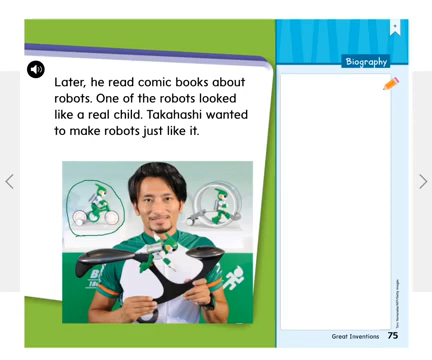 Biography
Later, he read comic books about
robots. One of the robots looked
like a real child. Takahashi wanted
to make robots just like it.
Great Inventions 75